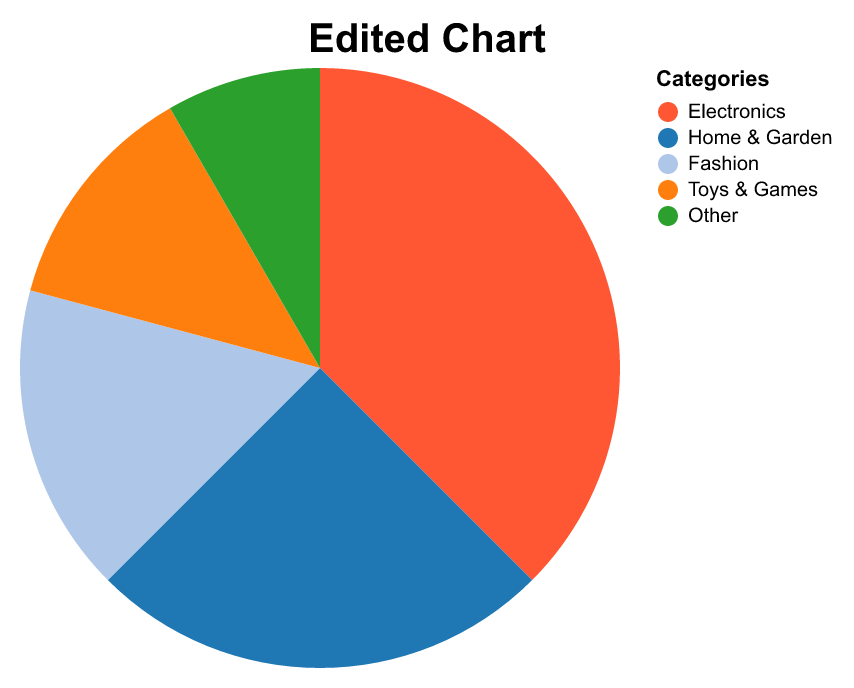 Edited Chart
Categories
Electronics
Home & Garden
Fashion
Toys & Games
Other